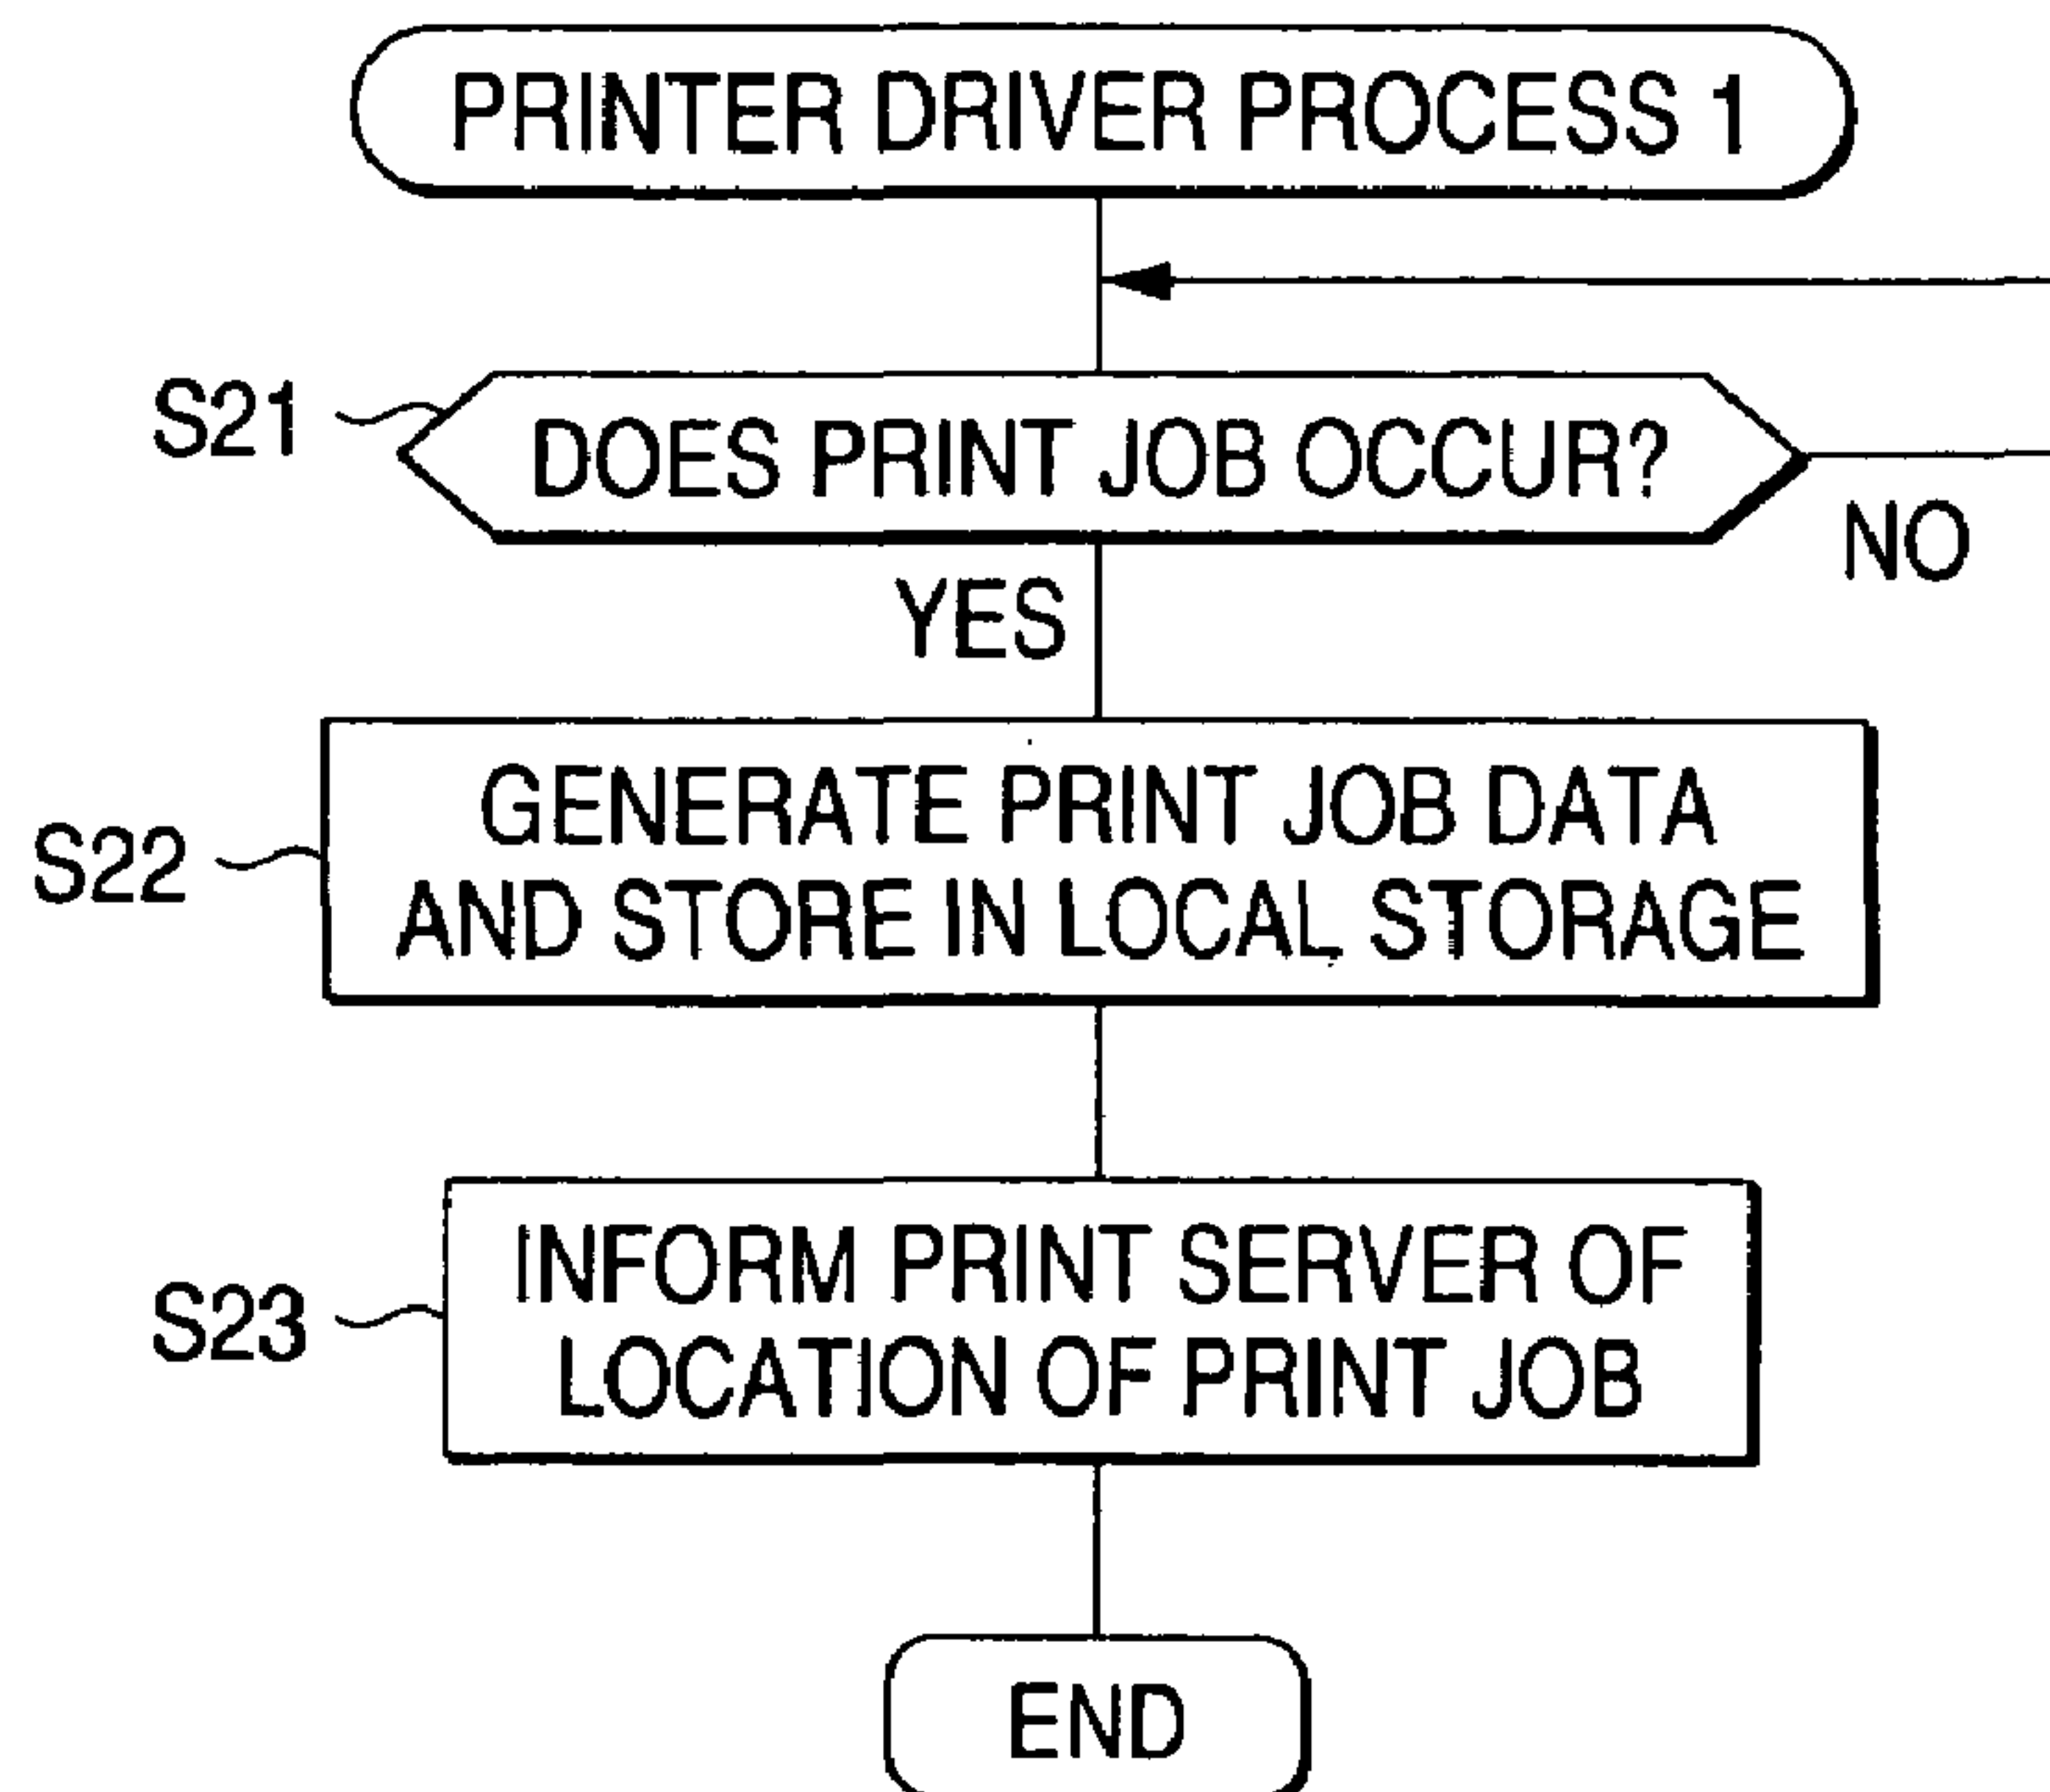 PRINTER DRIVER PROCESS 1
S21
DOES PRINT JOB OCCUR?
NO
YES
S22
GENERATE PRINT JOB DATA
AND STORE IN LOCAL STORAGE
S23
INFORM PRINT SERVER OF
LOCATION OF PRINT JOB
END